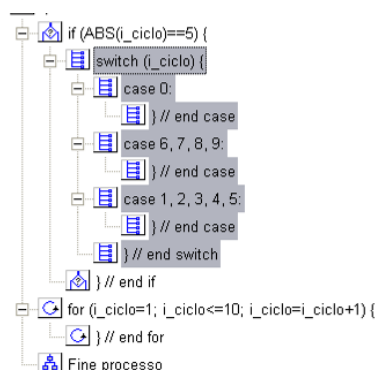 if (ABS(i_ciclo)==5) {
switch (i_ciclo) {
case 0:
} // end case
case 6, 7, 8, 9:
} // end case
case 1, 2, 3, 4, 5:
} // end case
} // end switch
} // end if
for (i_ciclo=1; i_ciclo<=10; i_ciclo=i_ciclo+1) {
} // end for
Fine processo